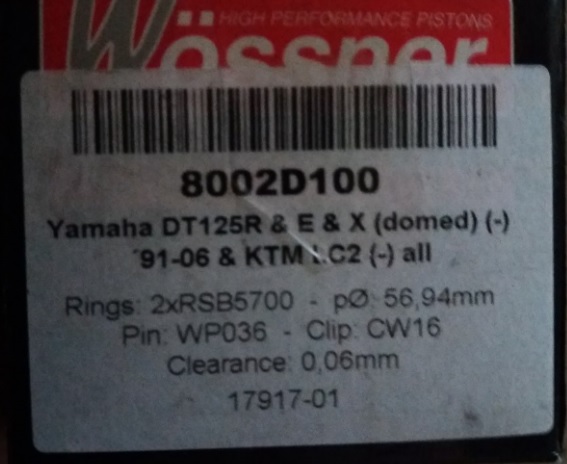 HIGH PERFORMANCE PISTONS
Wössner
8002D100
Yamaha DT125R & E & X (domed) (-)
'91-06 & KTM LC2 (-) all
Rings: 2xRSB5700 - pØ: 56,94mm
Pin: WP036 - Clip: CW16
Clearance: 0,06mm
17917-01